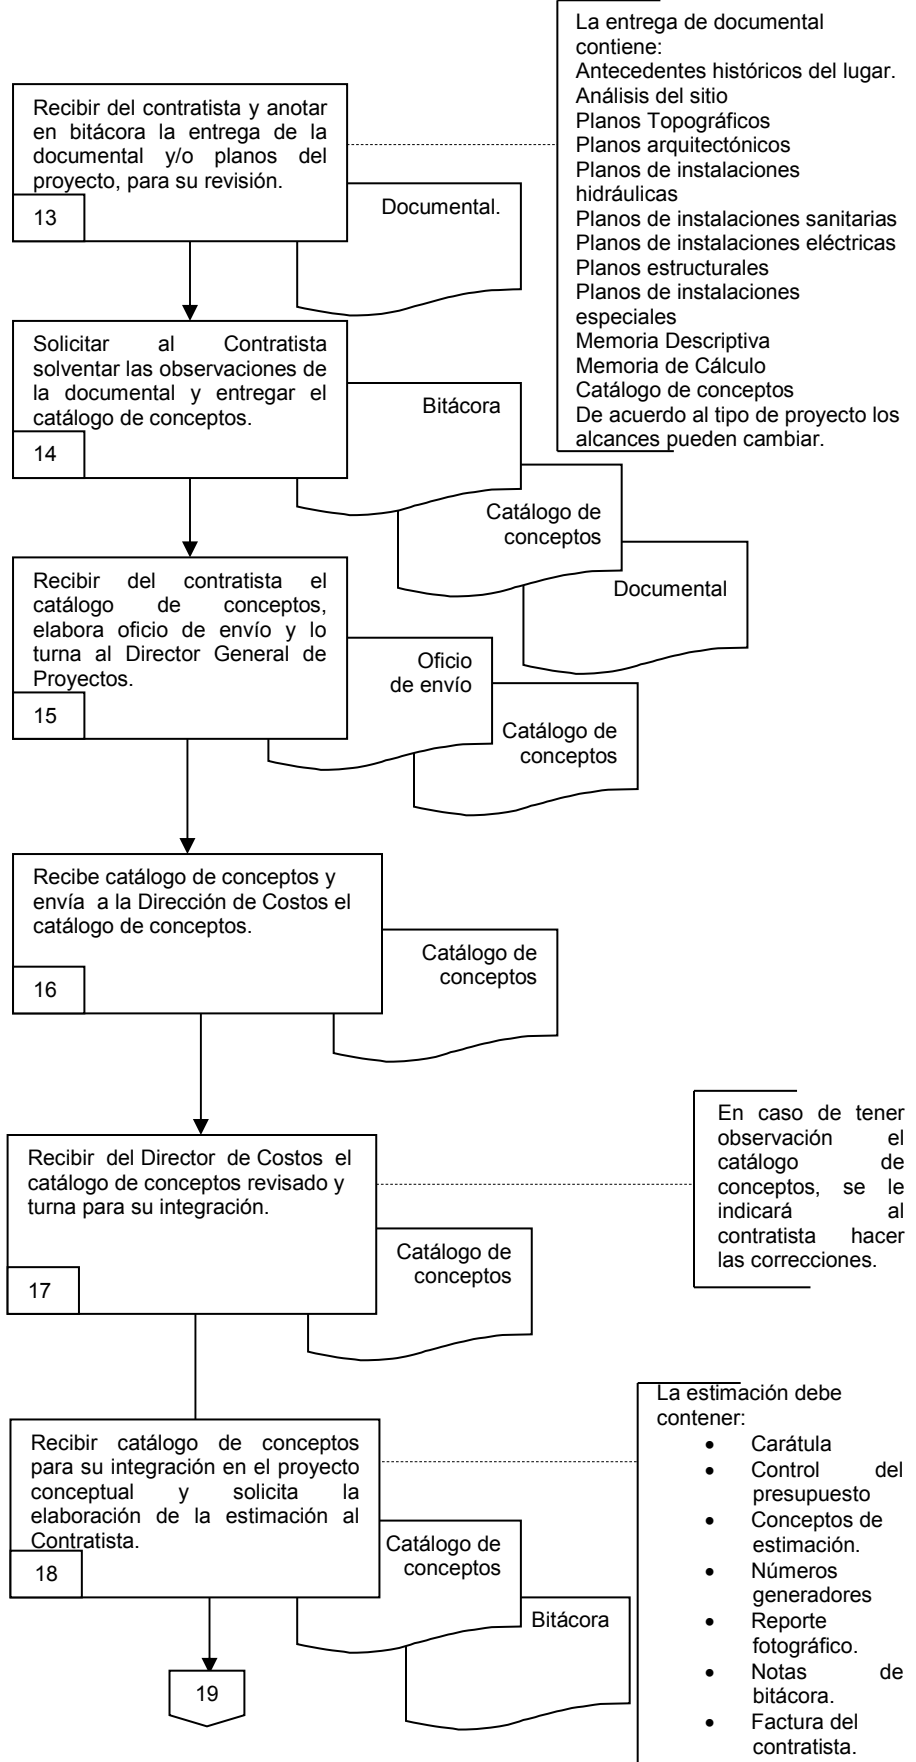 La entrega de documental
contiene:
Antecedentes históricos del lugar.
Análisis del sitio
Planos Topográficos
Planos arquitectónicos
Planos de instalaciones
hidráulicas
Planos de instalaciones sanitarias
Planos de instalaciones eléctricas
Planos estructurales
Planos de instalaciones
especiales
Memoria Descriptiva
Memoria de Cálculo
Catálogo de conceptos
De acuerdo al tipo de proyecto los
alcances pueden cambiar.
Recibir del contratista y anotar
en bitácora la entrega de la
documental y/o planos del
proyecto, para su revisión.
13
Documental.
Solicitar al Contratista
solventar las observaciones de
la documental y entregar el
catálogo de conceptos.
14
Bitácora
Catálogo de
conceptos
Documental
Recibir del contratista el
catálogo de conceptos,
elabora oficio de envío y lo
turna al Director General de
Proyectos.
15
Oficio
de envío
Catálogo de
conceptos
Recibe catálogo de conceptos y
envía a la Dirección de Costos el
catálogo de conceptos.
16
Catálogo de
conceptos
Recibir del Director de Costos el
catálogo de conceptos revisado y
turna para su integración.
17
Catálogo de
conceptos
En caso de tener
observación el
catálogo de
conceptos, se le
indicará al
contratista hacer
las correcciones.
Recibir catálogo de conceptos
para su integración en el proyecto
conceptual y solicita la
elaboración de la estimación al
Contratista.
18
Catálogo de
conceptos
Bitácora
La estimación debe
contener:
• Carátula
• Control del
presupuesto
• Conceptos de
estimación.
• Números
generadores
• Reporte
fotográfico.
• Notas de
bitácora.
• Factura del
contratista.
19